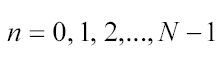 n = 0, 1, 2,..., N − 1